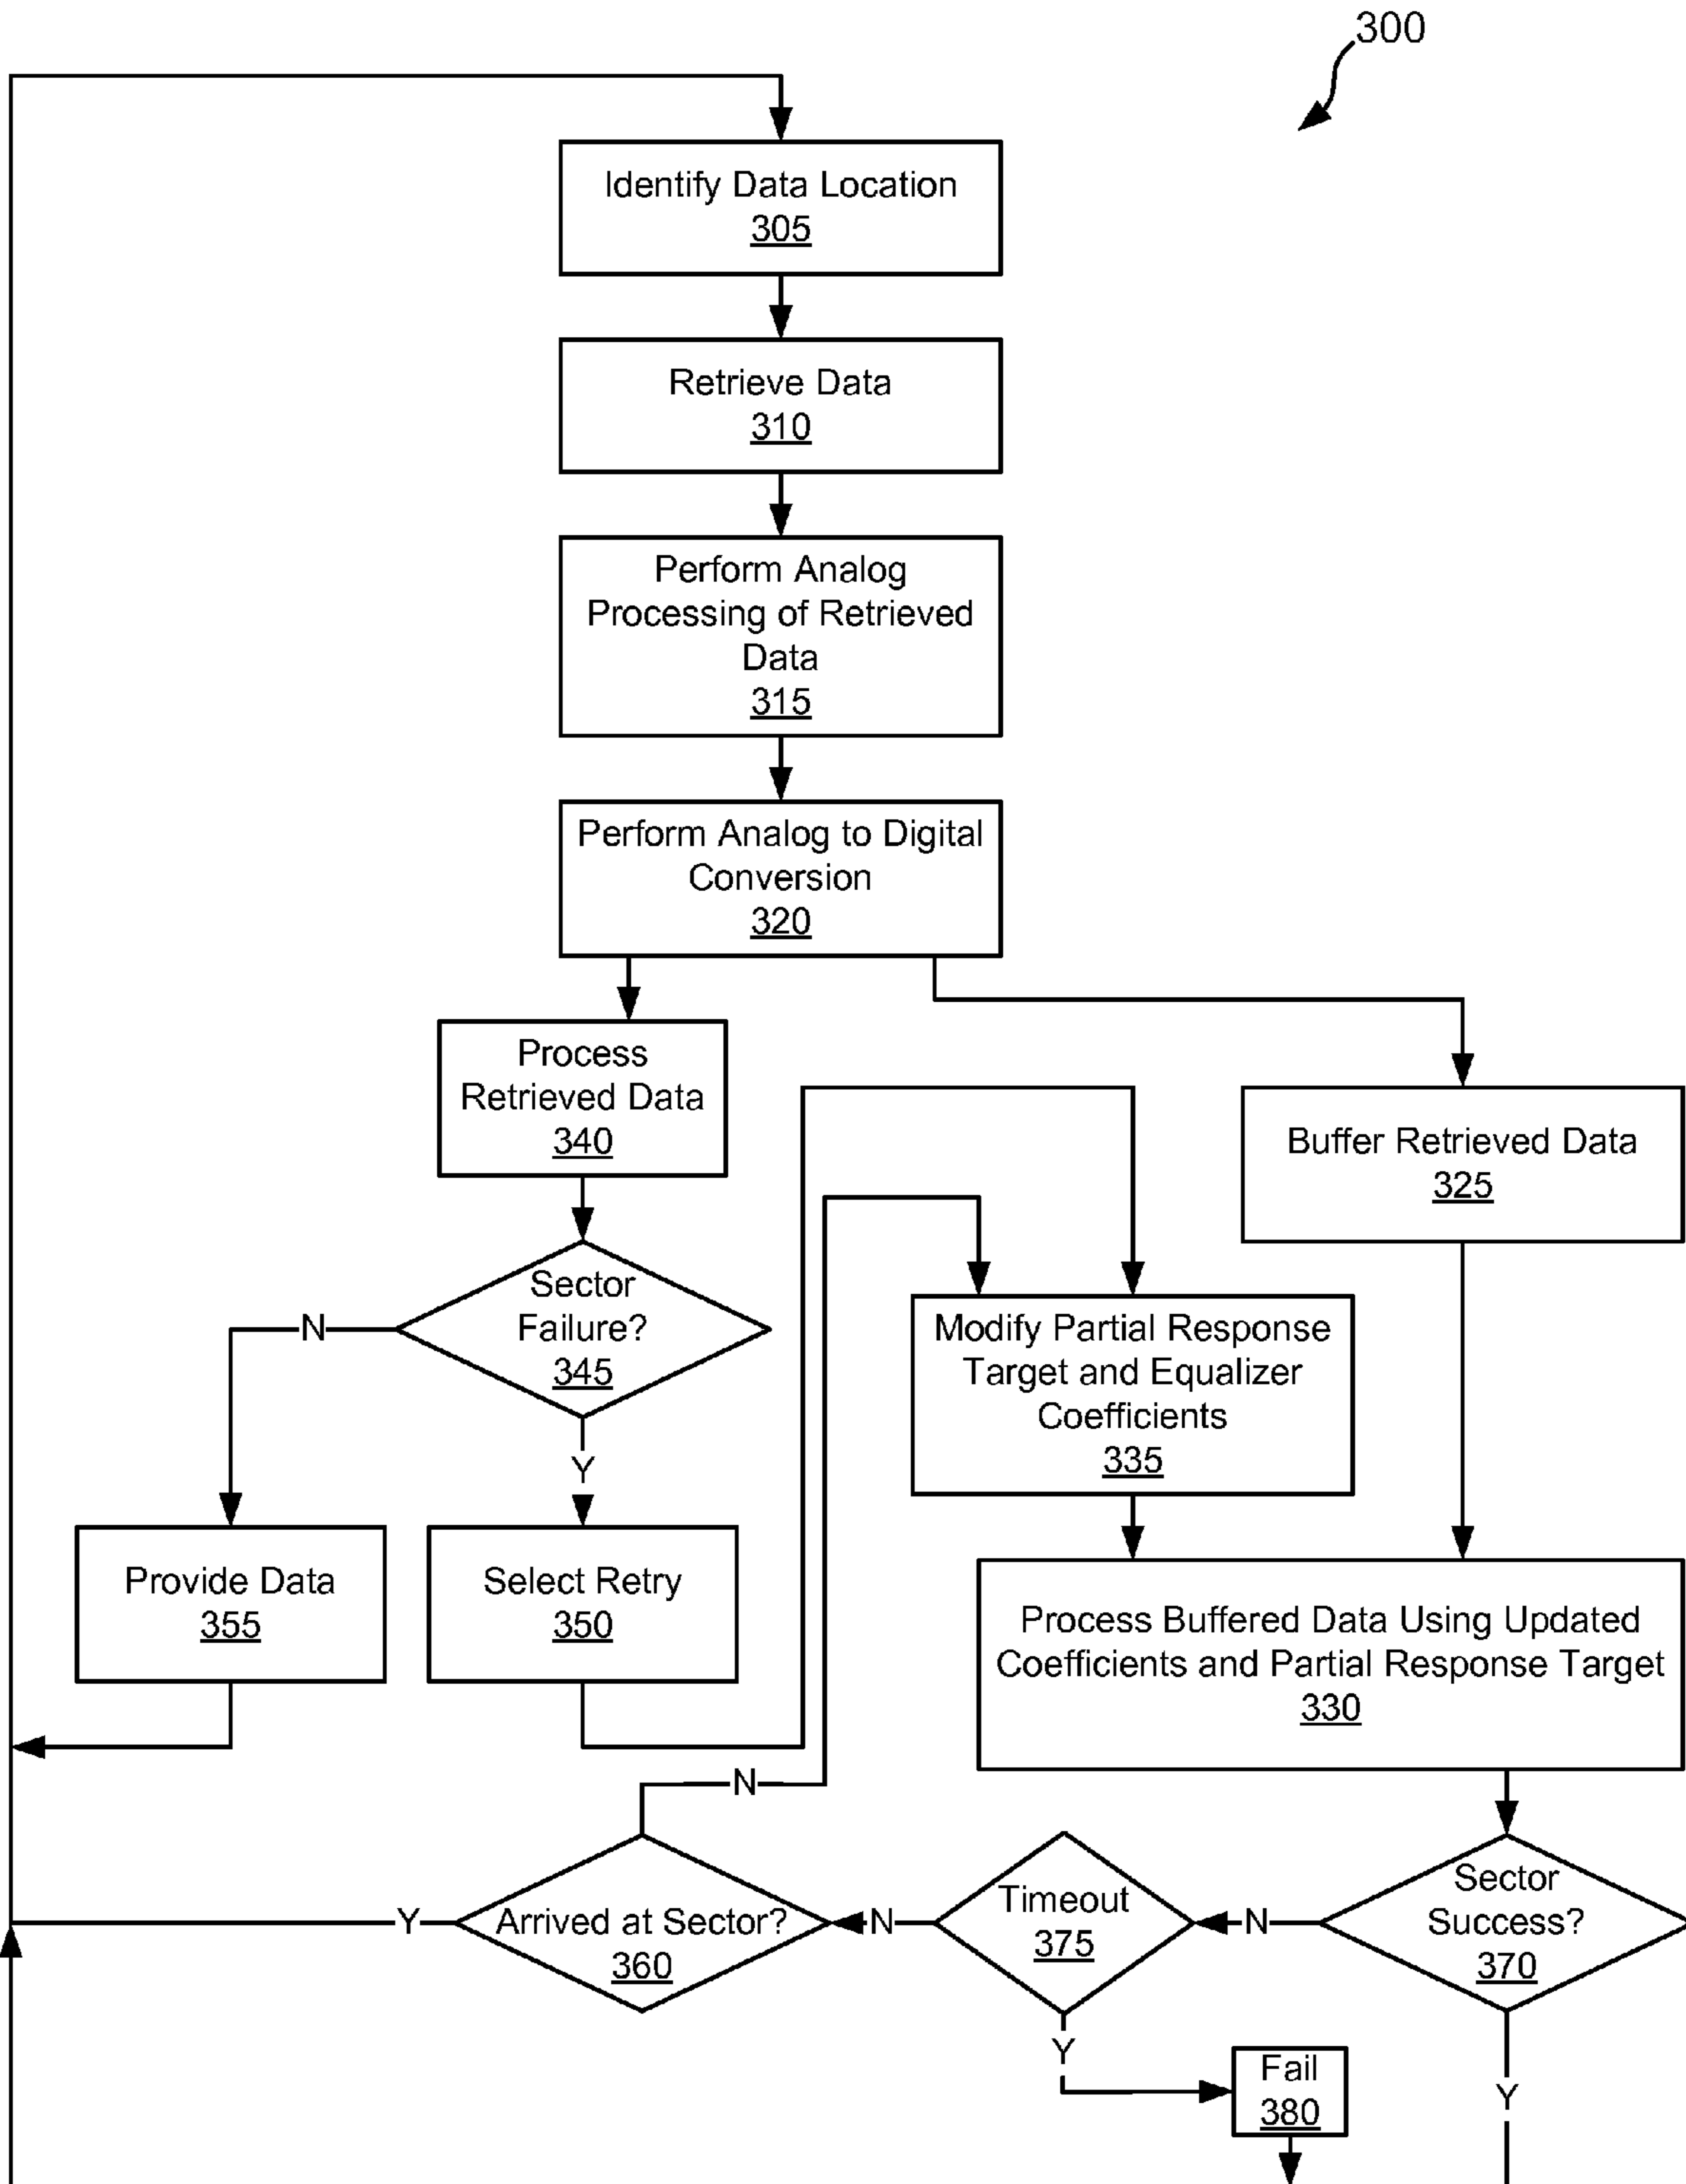 300
Identify Data Location
305
Retrieve Data
310
Perform Analog
Processing of Retrieved
Data
315
Perform Analog to Digital
Conversion
320
Process
Retrieved Data
340
Buffer Retrieved Data
325
Sector
Failure?
345
N
Y
Modify Partial Response
Target and Equalizer
Coefficients
335
Provide Data
355
Select Retry
350
Process Buffered Data Using Updated
Coefficients and Partial Response Target
330
N
Y
Arrived at Sector?
360
N
Timeout
375
N
Sector
Success?
370
Y
Fail
380
Y